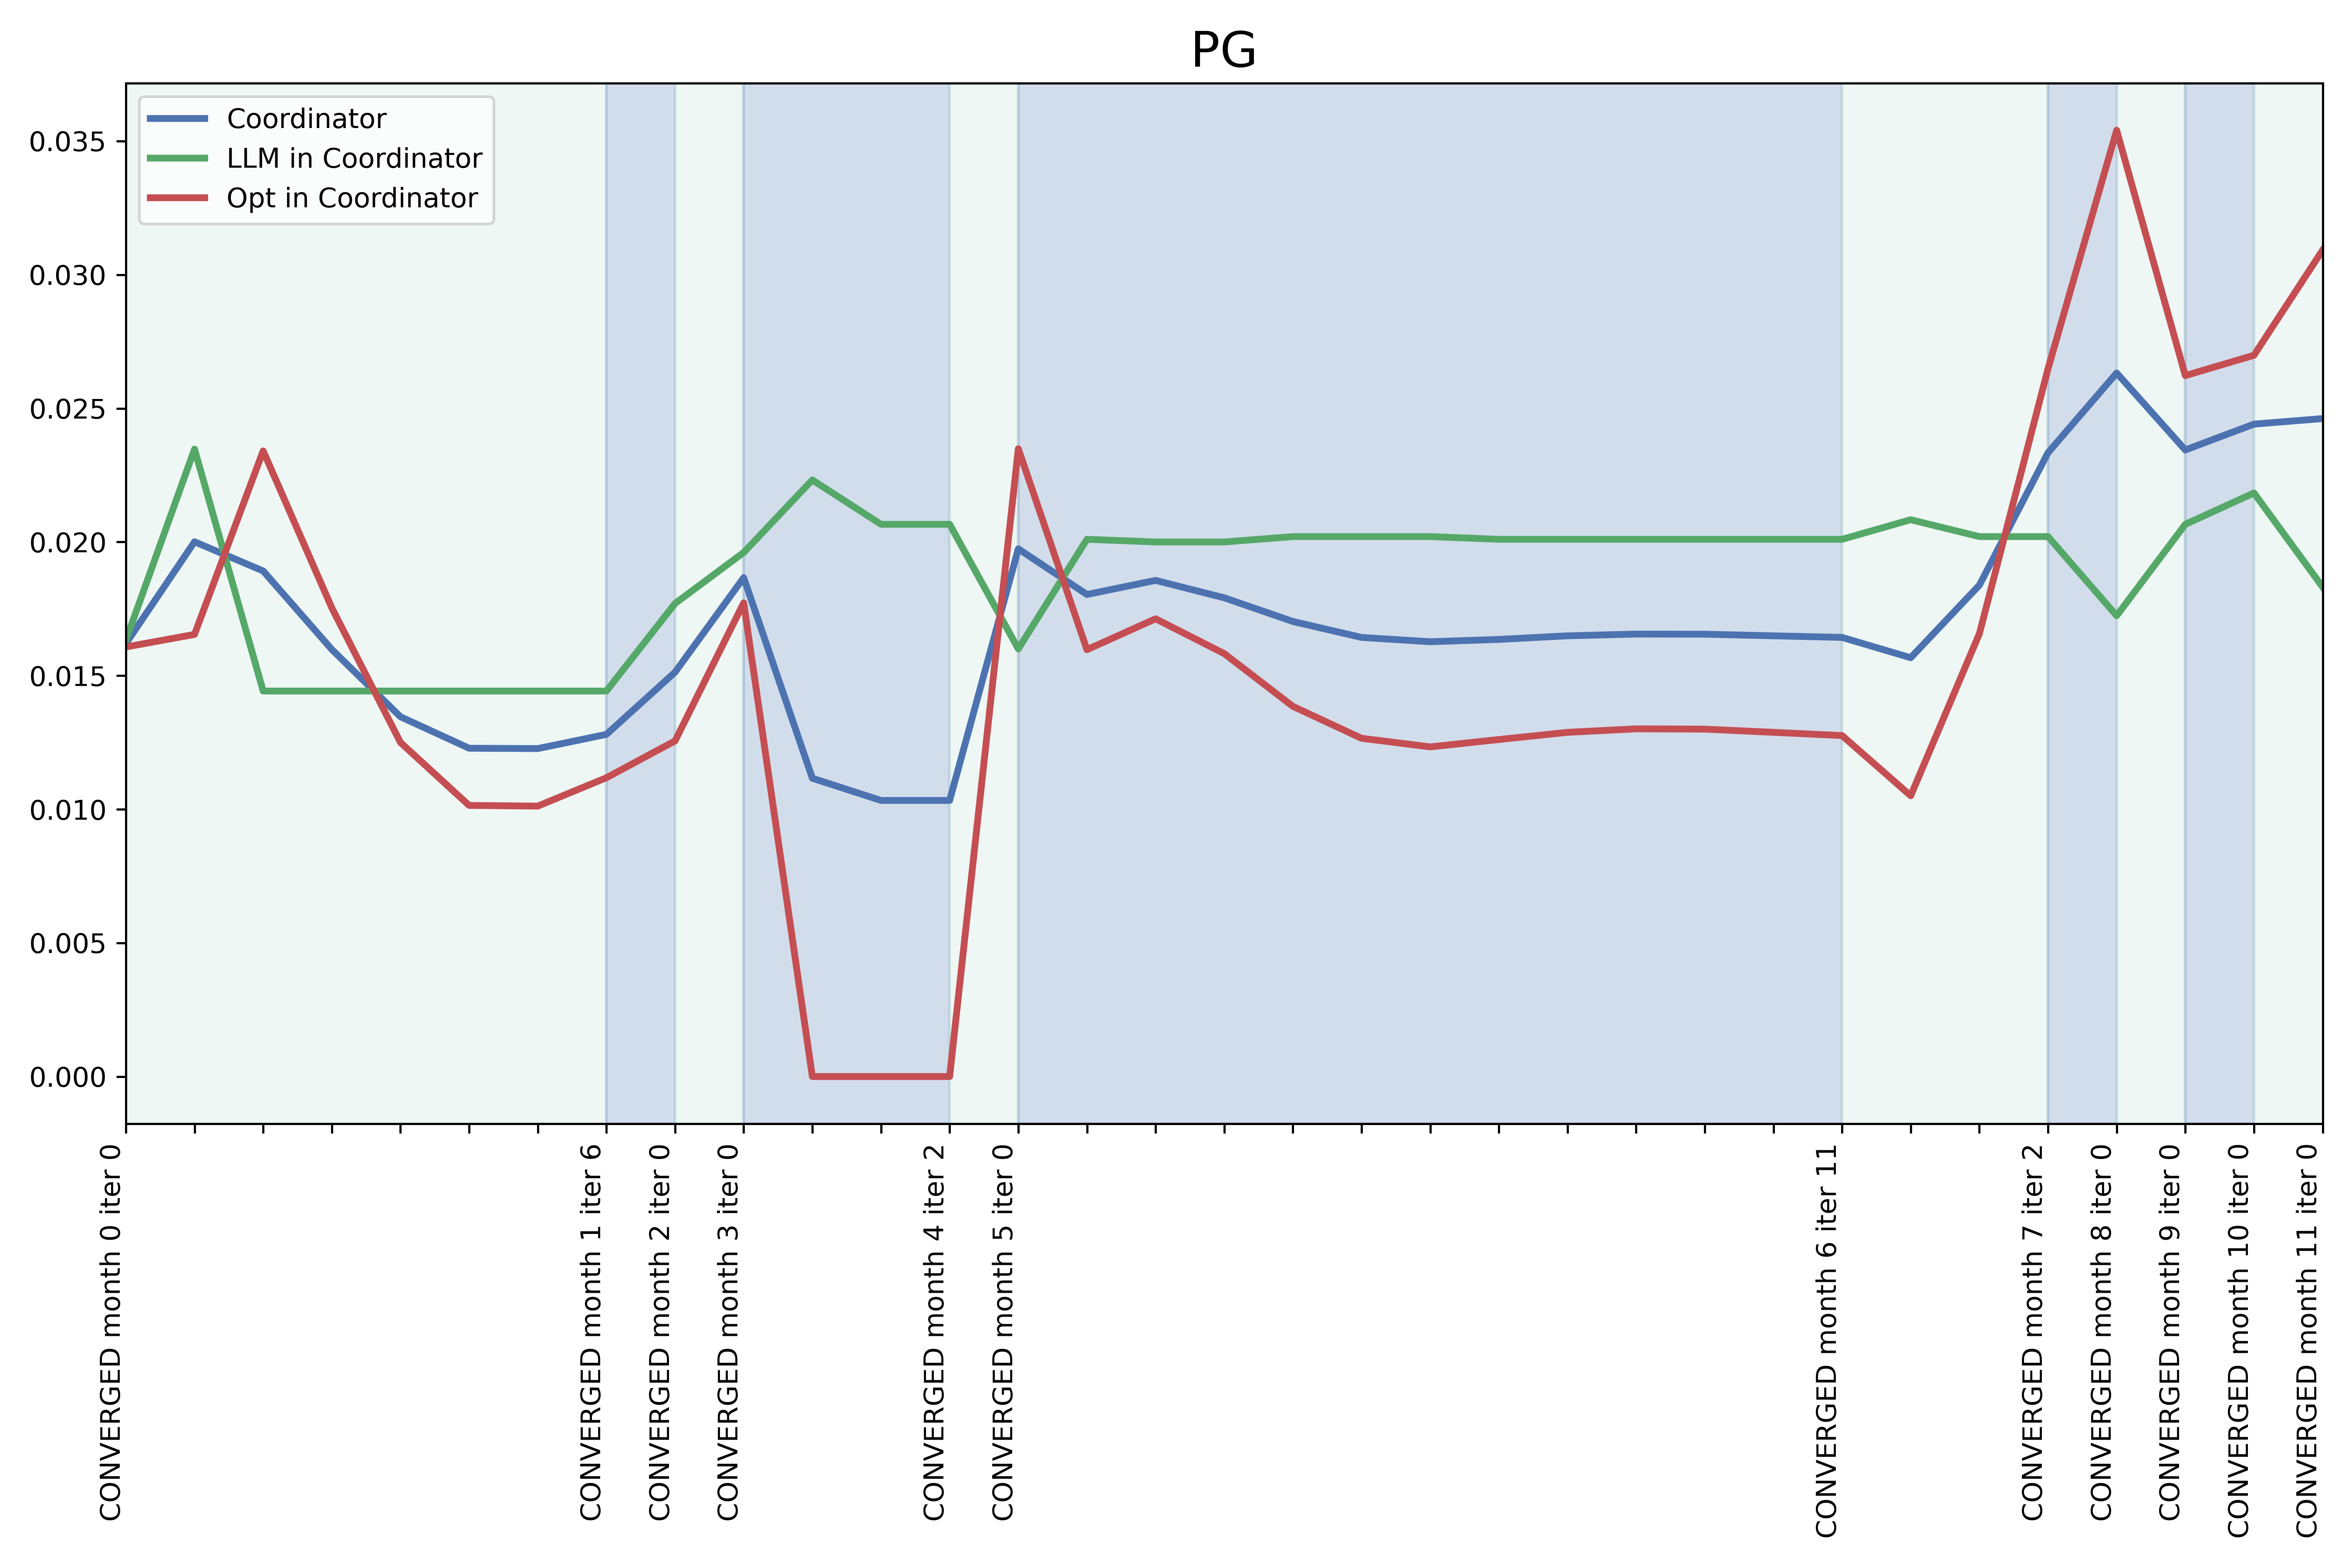 PG
Coordinator
LLM in Coordinator
Opt in Coordinator
0.035
0.030
0.025
0.020
0.015
0.010
0.005
0.000
CONVERGED month 0 iter 0
CONVERGED month 1 iter 6
CONVERGED month 2 iter 0
CONVERGED month 3 iter 0
CONVERGED month 4 iter 2
CONVERGED month 5 iter 0
CONVERGED month 6 iter 11
CONVERGED month 7 iter 2
CONVERGED month 8 iter 0
CONVERGED month 9 iter 0
CONVERGED month 10 iter 0
CONVERGED month 11 iter 0